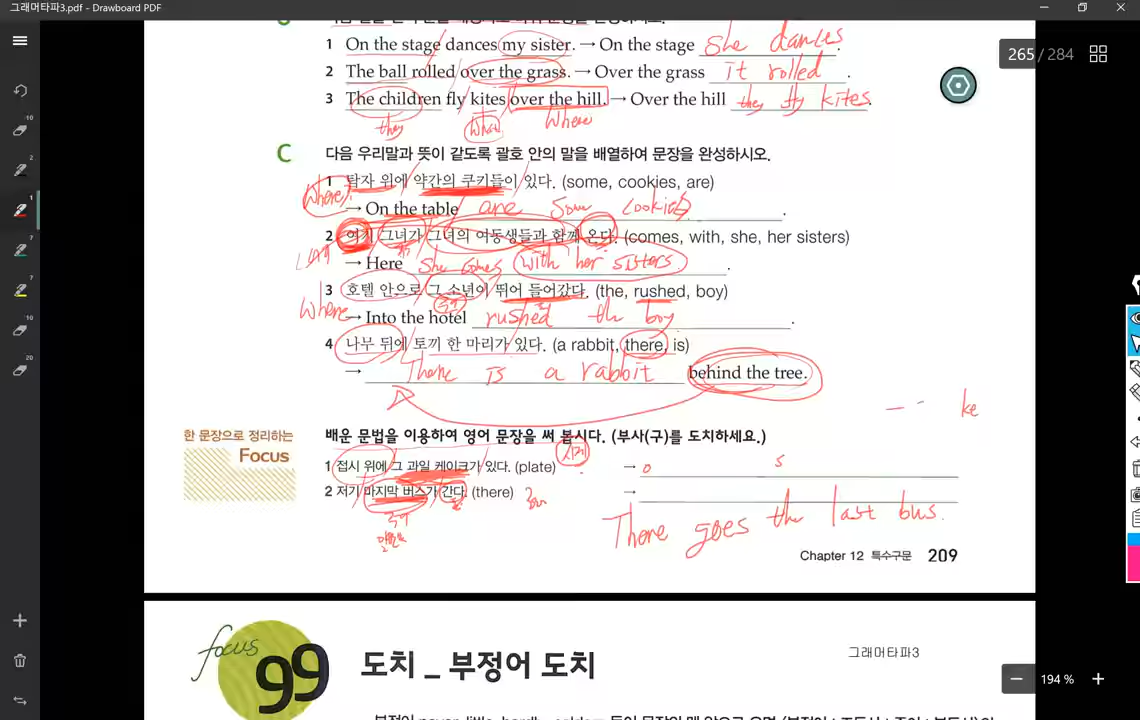 그래머타파3.pdf - Drawboard PDF
265 / 284
1 On the stage dances my sister. → On the stage she dances.
2 The ball rolled over the grass. → Over the grass it rolled.
3 The children fly kites over the hill. → Over the hill they fly kites.
they what where
C 다음 우리말과 뜻이 같도록 괄호 안의 말을 배열하여 문장을 완성하시오.
where
1 탁자 위에 약간의 쿠키들이 있다. (some, cookies, are)
→ On the table are some cookies.
2 여기 그녀가 그녀의 여동생들과 함께 온다. (comes, with, she, her sisters)
→ Here she comes with her sisters.
3 호텔 안으로 그 소년이 뛰어 들어갔다. (the, rushed, boy)
where 주어
→ Into the hotel rushed the boy.
4 나무 뒤에 토끼 한 마리가 있다. (a rabbit, there, is)
→ There is a rabbit behind the tree.
ke
한 문장으로 정리하는
Focus
배운 문법을 이용하여 영어 문장을 써 봅시다. (부사(구)를 도치하세요.)
시제
1 접시 위에 그 과일 케이크가 있다. (plate) → o s
2 저기 마지막 버스가 간다. (there) →
주어
There goes the last bus.
Chapter 12 특수구문 209
focus 99
도치 _ 부정어 도치
그래머타파3
194 %